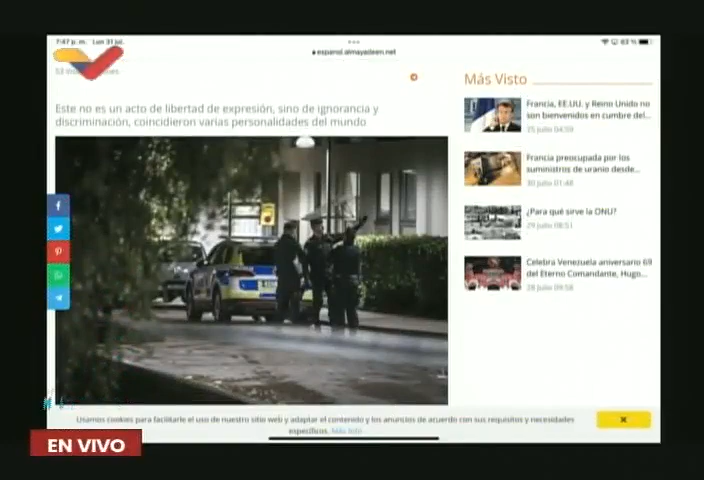 7:47 p. m. Lun 31 jul.
espanol.almayadeen.net
63 %
Más Visto
Este no es un acto de libertad de expresión, sino de ignorancia y
discriminación, coincidieron varias personalidades del mundo
Francia, EE.UU. y Reino Unido no
son bienvenidos en cumbre del...
25 Julio 04:59
Francia preocupada por los
suministros de uranio desde...
30 Julio 01:48
¿Para qué sirve la ONU?
29 Julio 08:51
Celebra Venezuela aniversario 69
del Eterno Comandante, Hugo...
28 Julio 09:58
Usamos cookies para facilitarle el uso de nuestro sitio web y adaptar el contenido y los anuncios de acuerdo con sus requisitos y necesidades
específicos. Más Info
EN VIVO